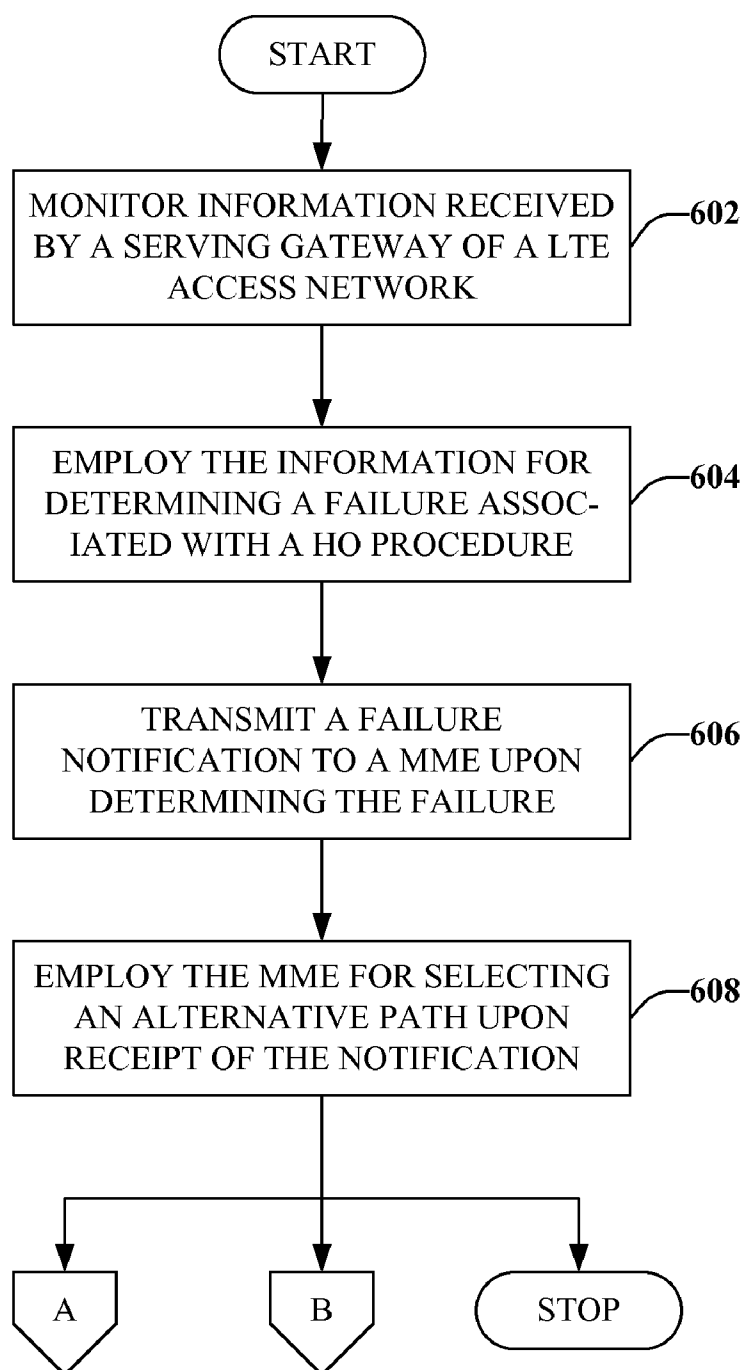 START
MONITOR INFORMATION RECEIVED
BY A SERVING GATEWAY OF A LTE
ACCESS NETWORK
602
EMPLOY THE INFORMATION FOR
DETERMINING A FAILURE ASSOC-
IATED WITH A HO PROCEDURE
604
TRANSMIT A FAILURE
NOTIFICATION TO A MME UPON
DETERMINING THE FAILURE
606
EMPLOY THE MME FOR SELECTING
AN ALTERNATIVE PATH UPON
RECEIPT OF THE NOTIFICATION
608
A
B
STOP